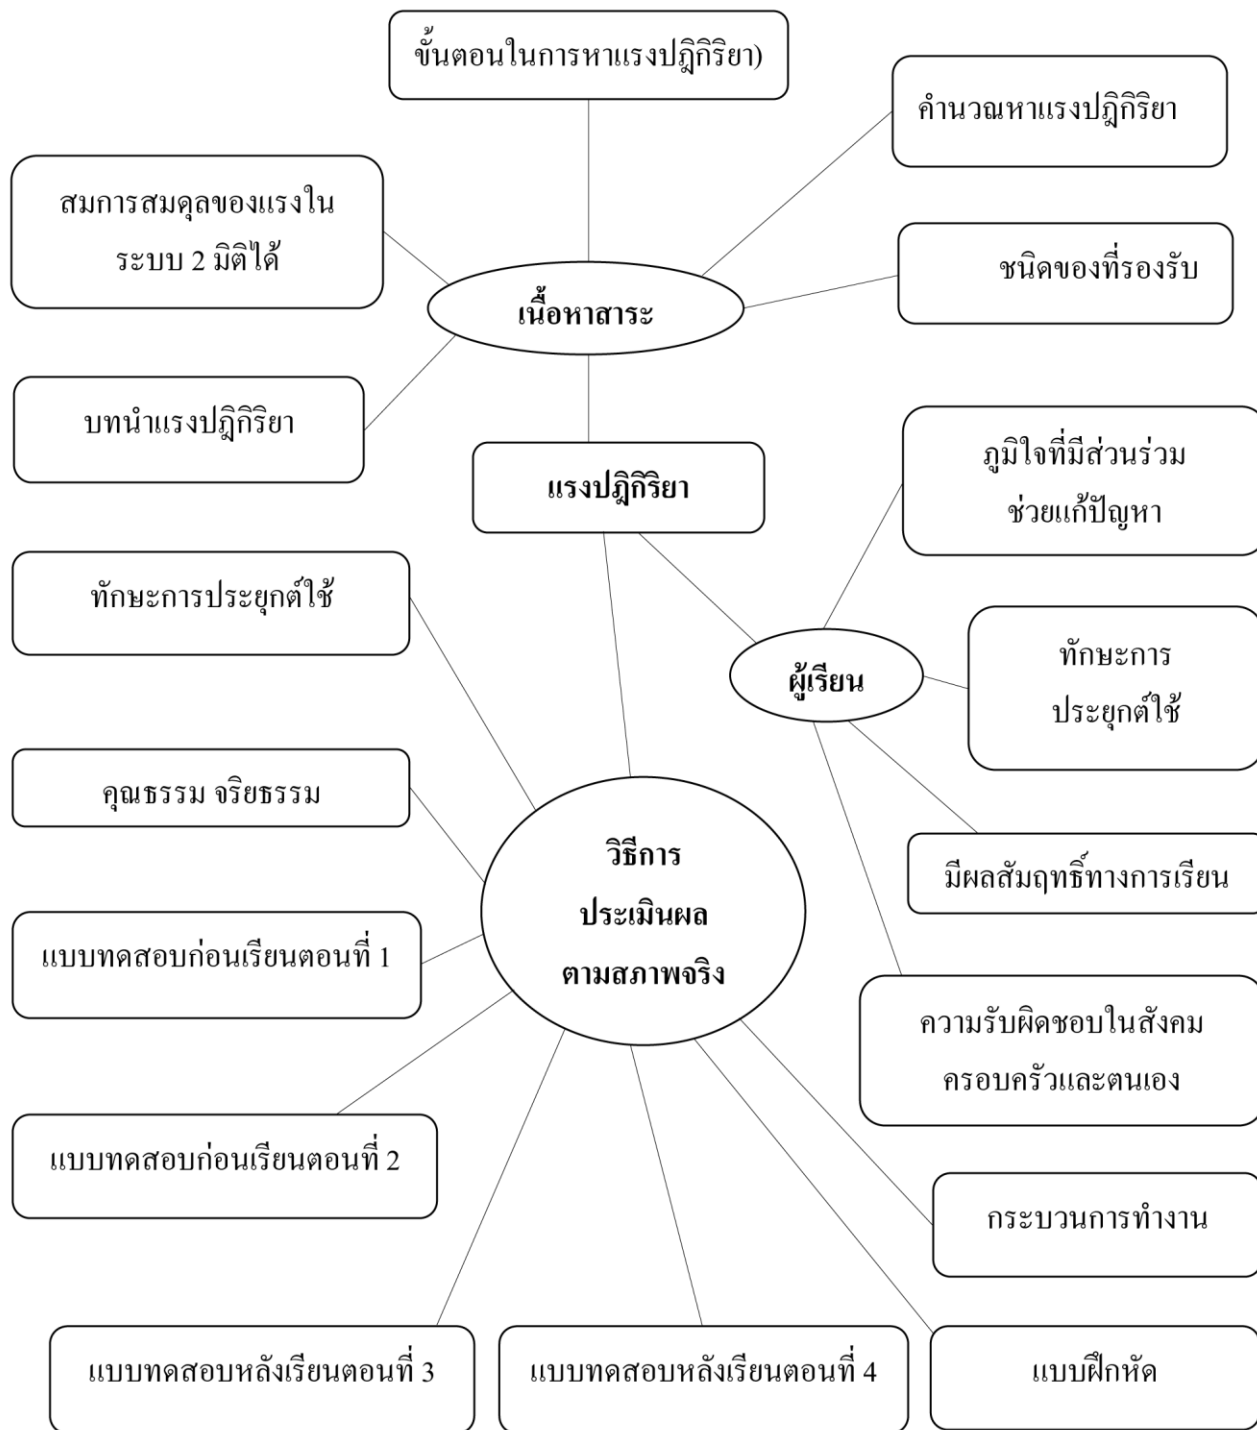 ขั้นตอนในการหาแรงปฏิกิริยา)
คำนวณหาแรงปฏิกิริยา
สมการสมดุลของแรงใน
ระบบ 2 มิติได้
ชนิดของที่รองรับ
เนื้อหาสาระ
บทนำแรงปฏิกิริยา
แรงปฏิกิริยา
ภูมิใจที่มีส่วนร่วม
ช่วยแก้ปัญหา
ทักษะการประยุกต์ใช้
ผู้เรียน
ทักษะการ
ประยุกต์ใช้
คุณธรรม จริยธรรม
วิธีการ
ประเมินผล
ตามสภาพจริง
มีผลสัมฤทธิ์ทางการเรียน
แบบทดสอบก่อนเรียนตอนที่ 1
ความรับผิดชอบในสังคม
ครอบครัวและตนเอง
แบบทดสอบก่อนเรียนตอนที่ 2
กระบวนการทำงาน
แบบทดสอบหลังเรียนตอนที่ 3
แบบทดสอบหลังเรียนตอนที่ 4
แบบฝึกหัด